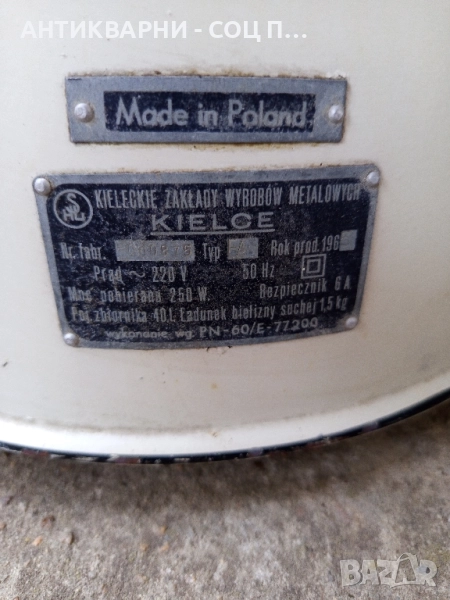 АНТИКВАРНИ - СОЦ П...
Made in Poland
KIELECKIE ZAKŁADY WYROBÓW METALOWYCH
KIELCE
Nr. fabr. Typ Rok prod. 196
Prąd ~ 220 V 50 Hz
Moc pobierana 250 W. Bezpiecznik 6 A
Poj. zbiornika 40 l. Ładunek bielizny suchej 1,5 kg
wykonanie wg. PN-60/E-77200
BAZAR